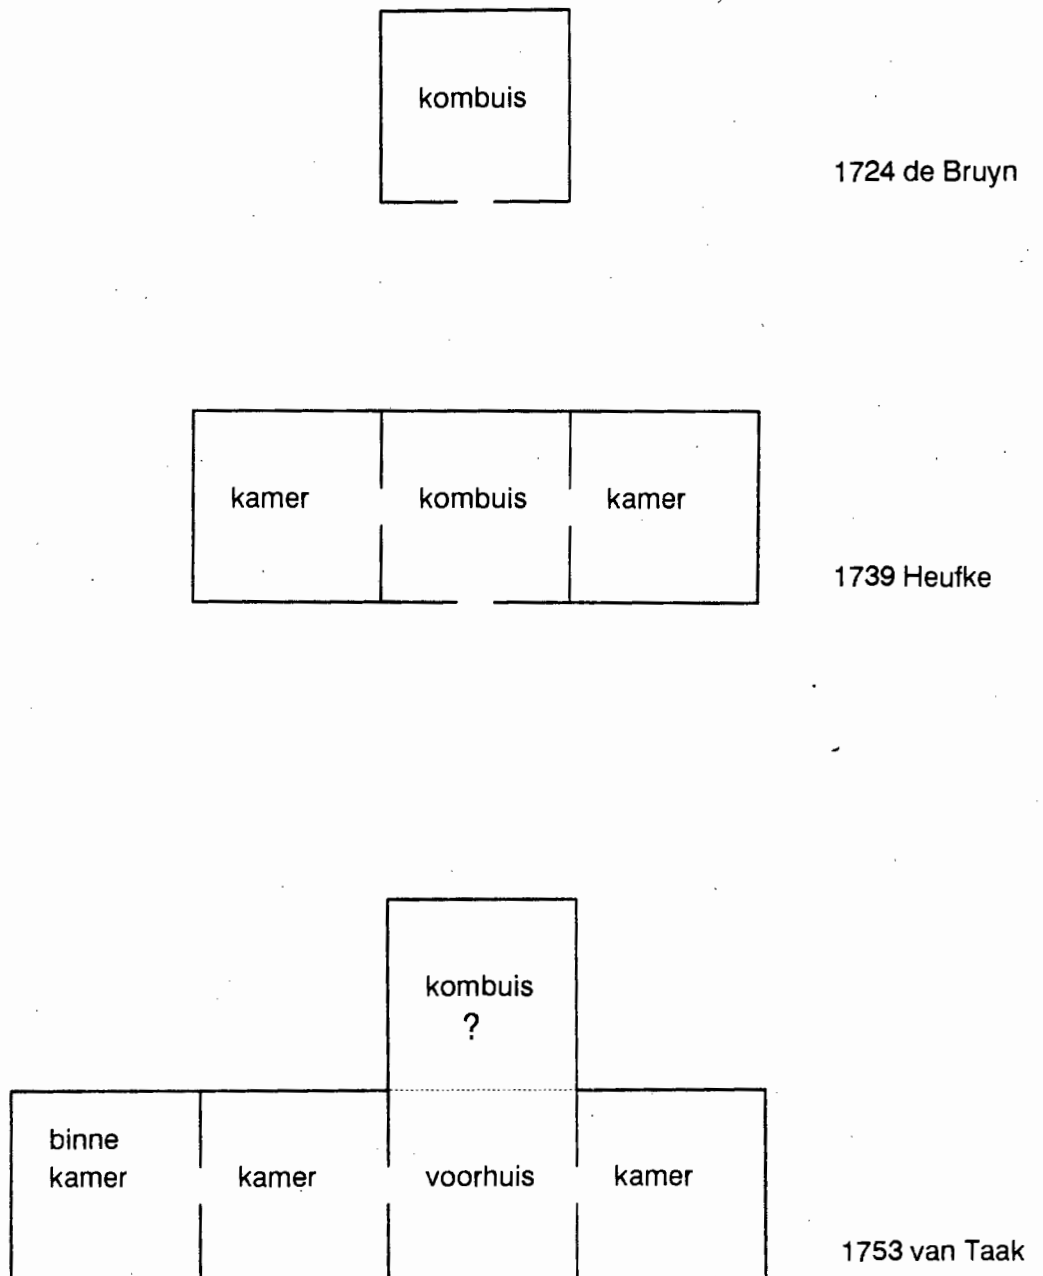 kombuis
1724 de Bruyn
kamer kombuis kamer
1739 Heufke
kombuis
?
binne
kamer kamer voorhuis kamer
1753 van Taak